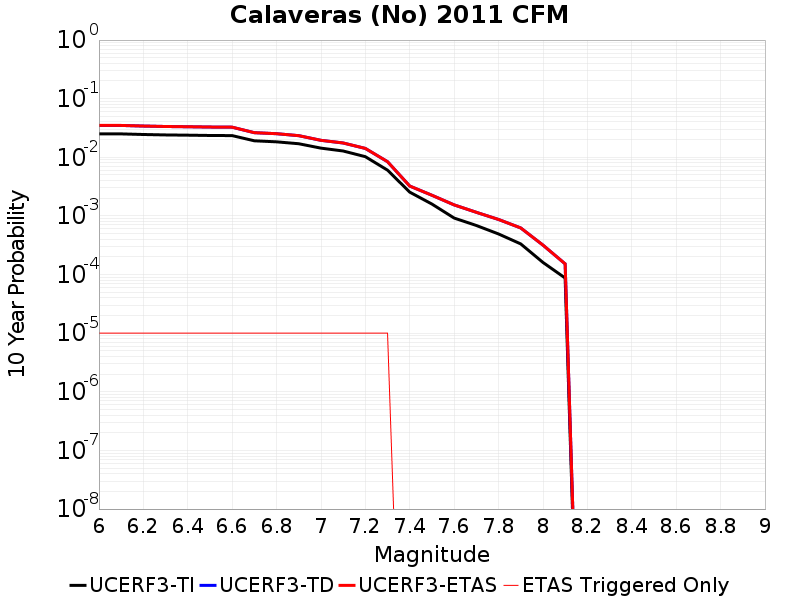 Calaveras (No) 2011 CFM
10 Year Probability
10^0
10^-1
10^-2
10^-3
10^-4
10^-5
10^-6
10^-7
10^-8
6 6.2 6.4 6.6 6.8 7 7.2 7.4 7.6 7.8 8 8.2 8.4 8.6 8.8 9
Magnitude
UCERF3-TI UCERF3-TD UCERF3-ETAS ETAS Triggered Only